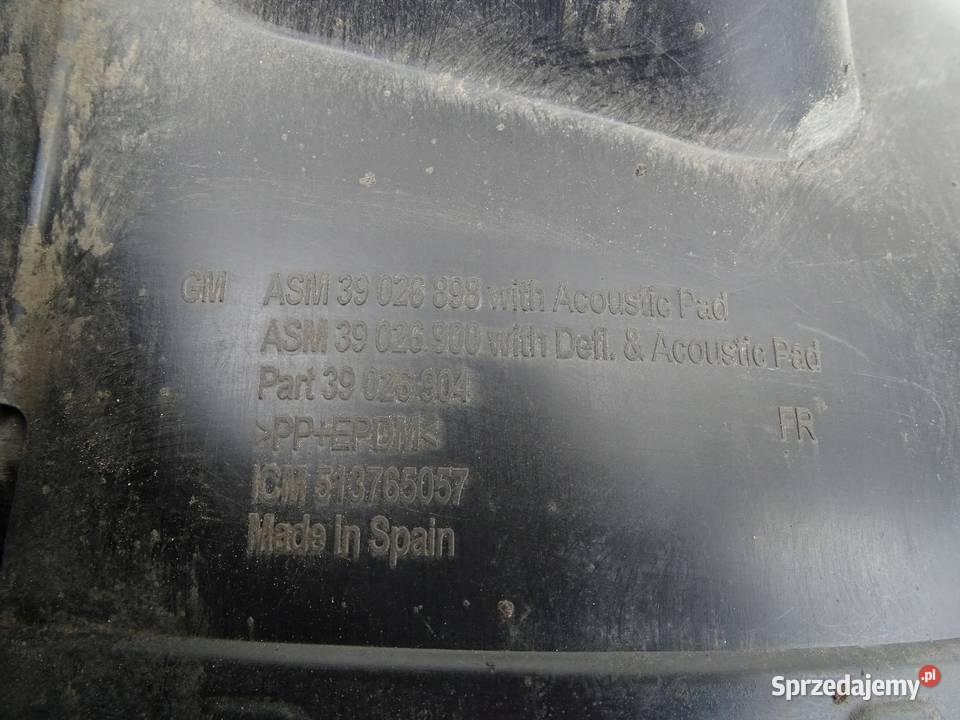 GM ASM 39 026 898 with Acoustic Pad
ASM 39 026 900 with Defl. & Acoustic Pad
Part 39 026 904
>PP+EPDM<
FR
ICM 513765057
Made In Spain
Sprzedajemy.pl